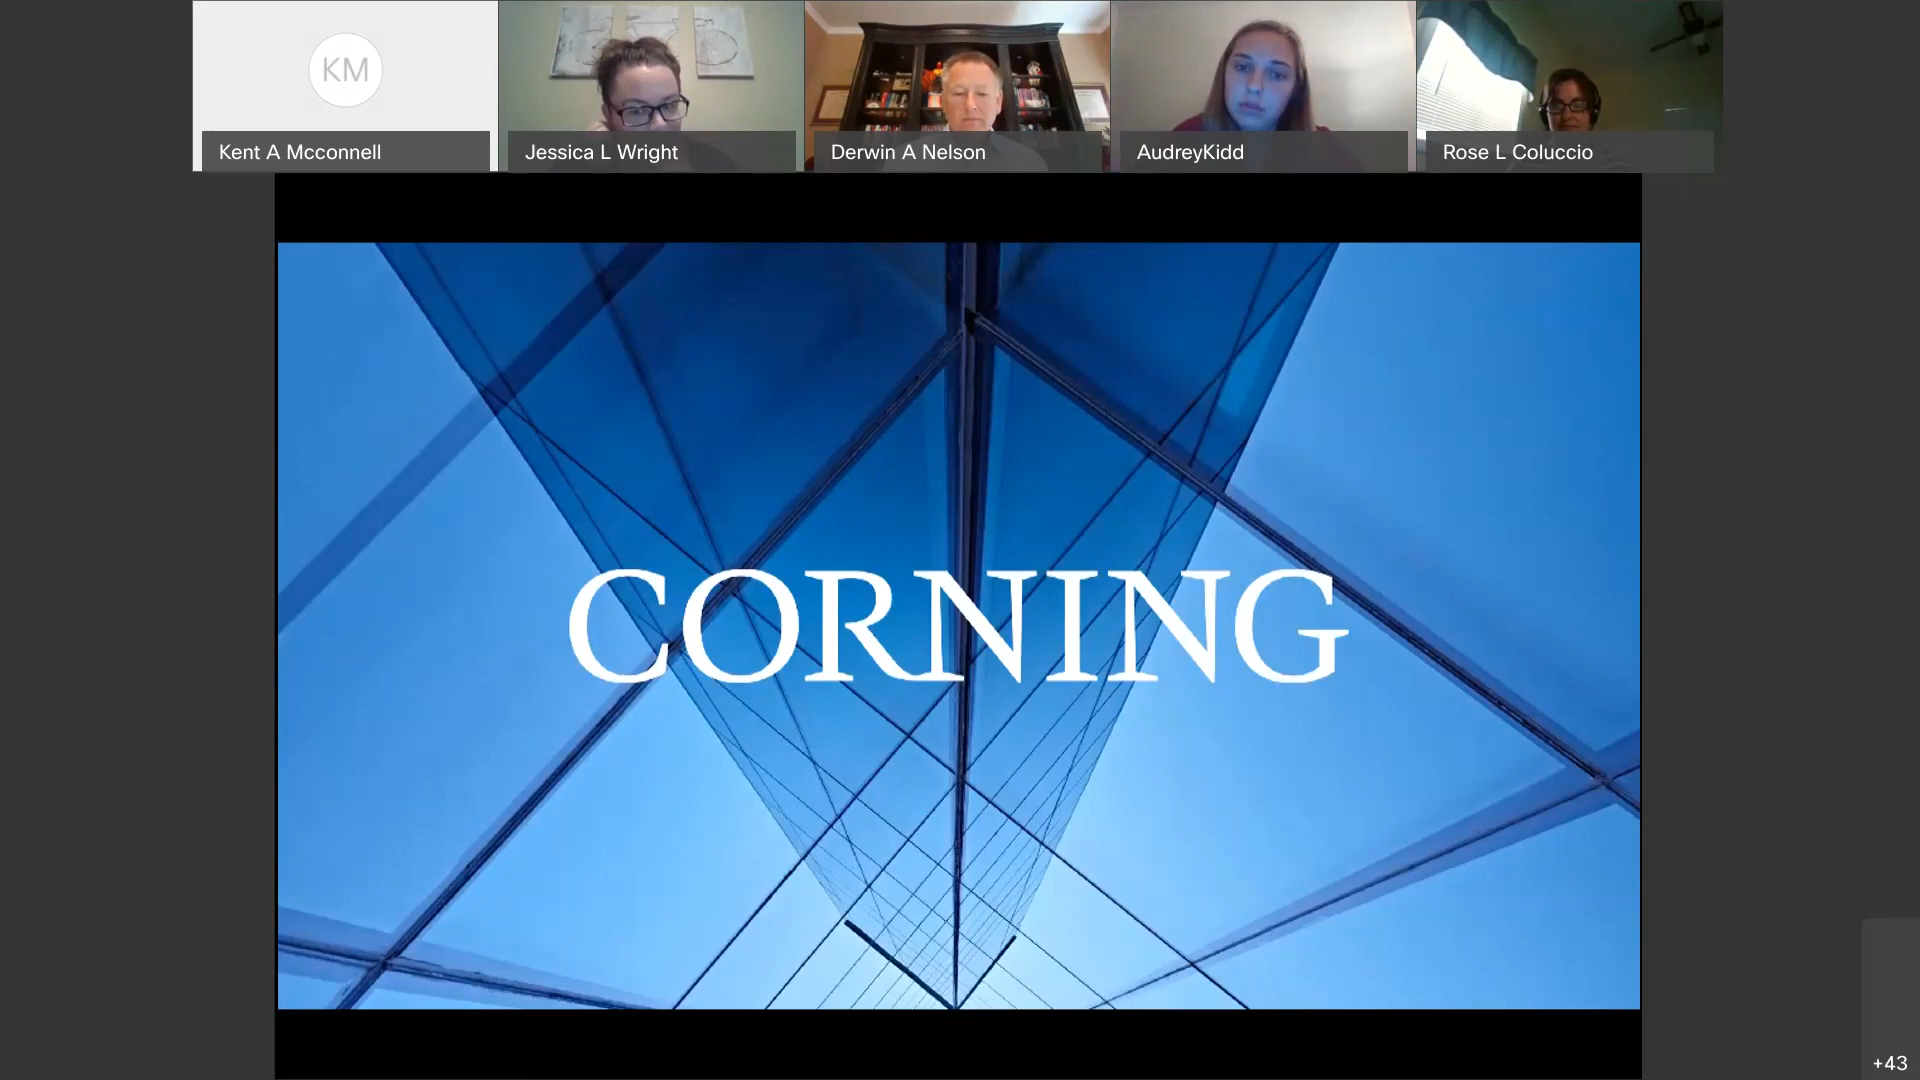 KM
Kent A Mcconnell
Jessica L Wright
Derwin A Nelson
AudreyKidd
Rose L Coluccio
CORNING
+43